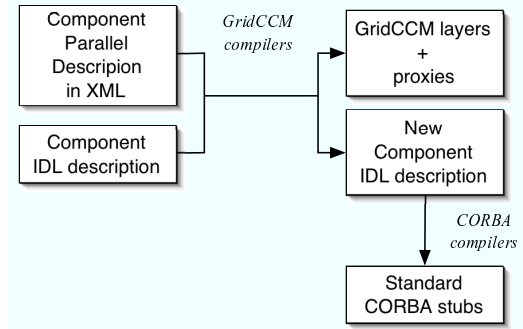 Component
Parallel
Descripion
in XML
GridCCM
compilers
GridCCM layers
+
proxies
Component
IDL description
New
Component
IDL description
CORBA
compilers
Standard
CORBA stubs